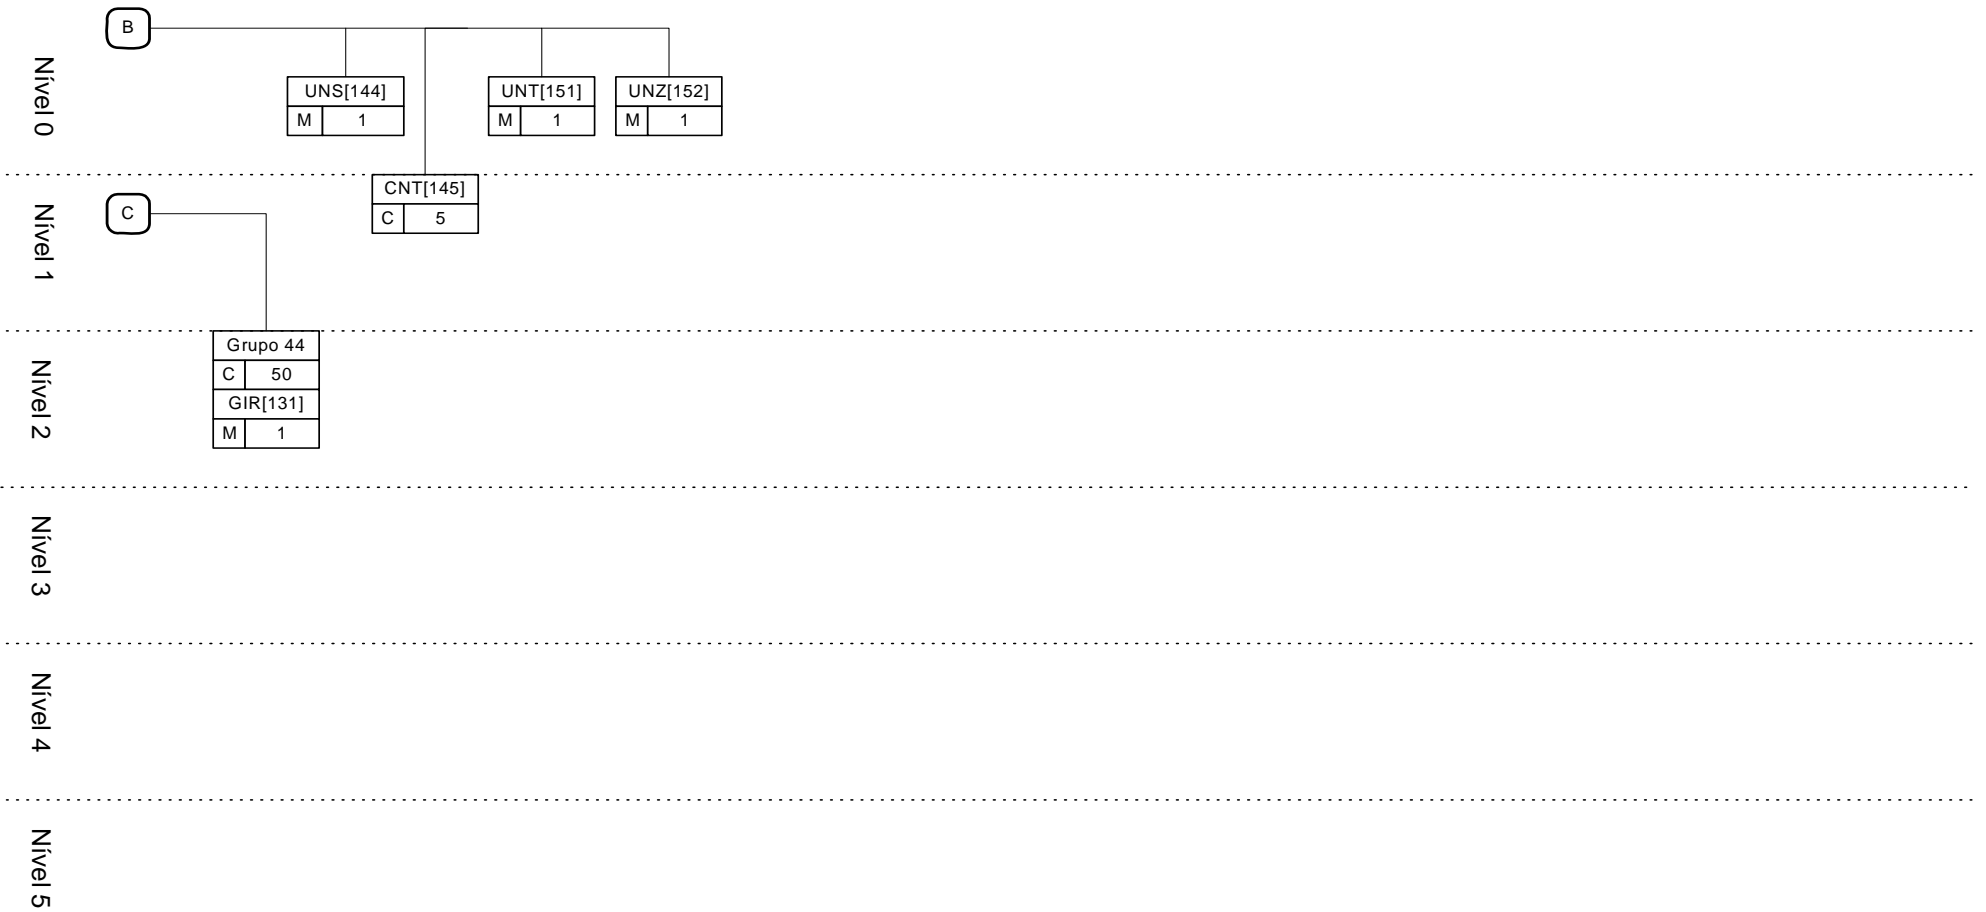 B
Nível 0
UNS[144]
M 1
UNT[151]
M 1
UNZ[152]
M 1
CNT[145]
C 5
Nível 1
C
Nível 2
Grupo 44
C 50
GIR[131]
M 1
Nível 3
Nível 4
Nível 5